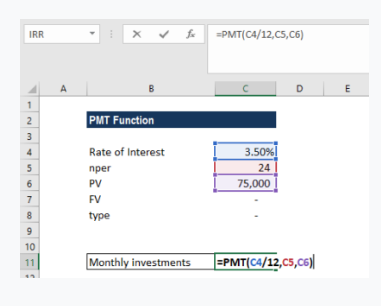 IRR
fx
=PMT(C4/12,C5,C6)
A B C D E
1
2 PMT Function
3
4 Rate of Interest 3.50%
5 nper 24
6 PV 75,000
7 FV -
8 type -
9
10
11 Monthly investments =PMT(C4/12,C5,C6)
12